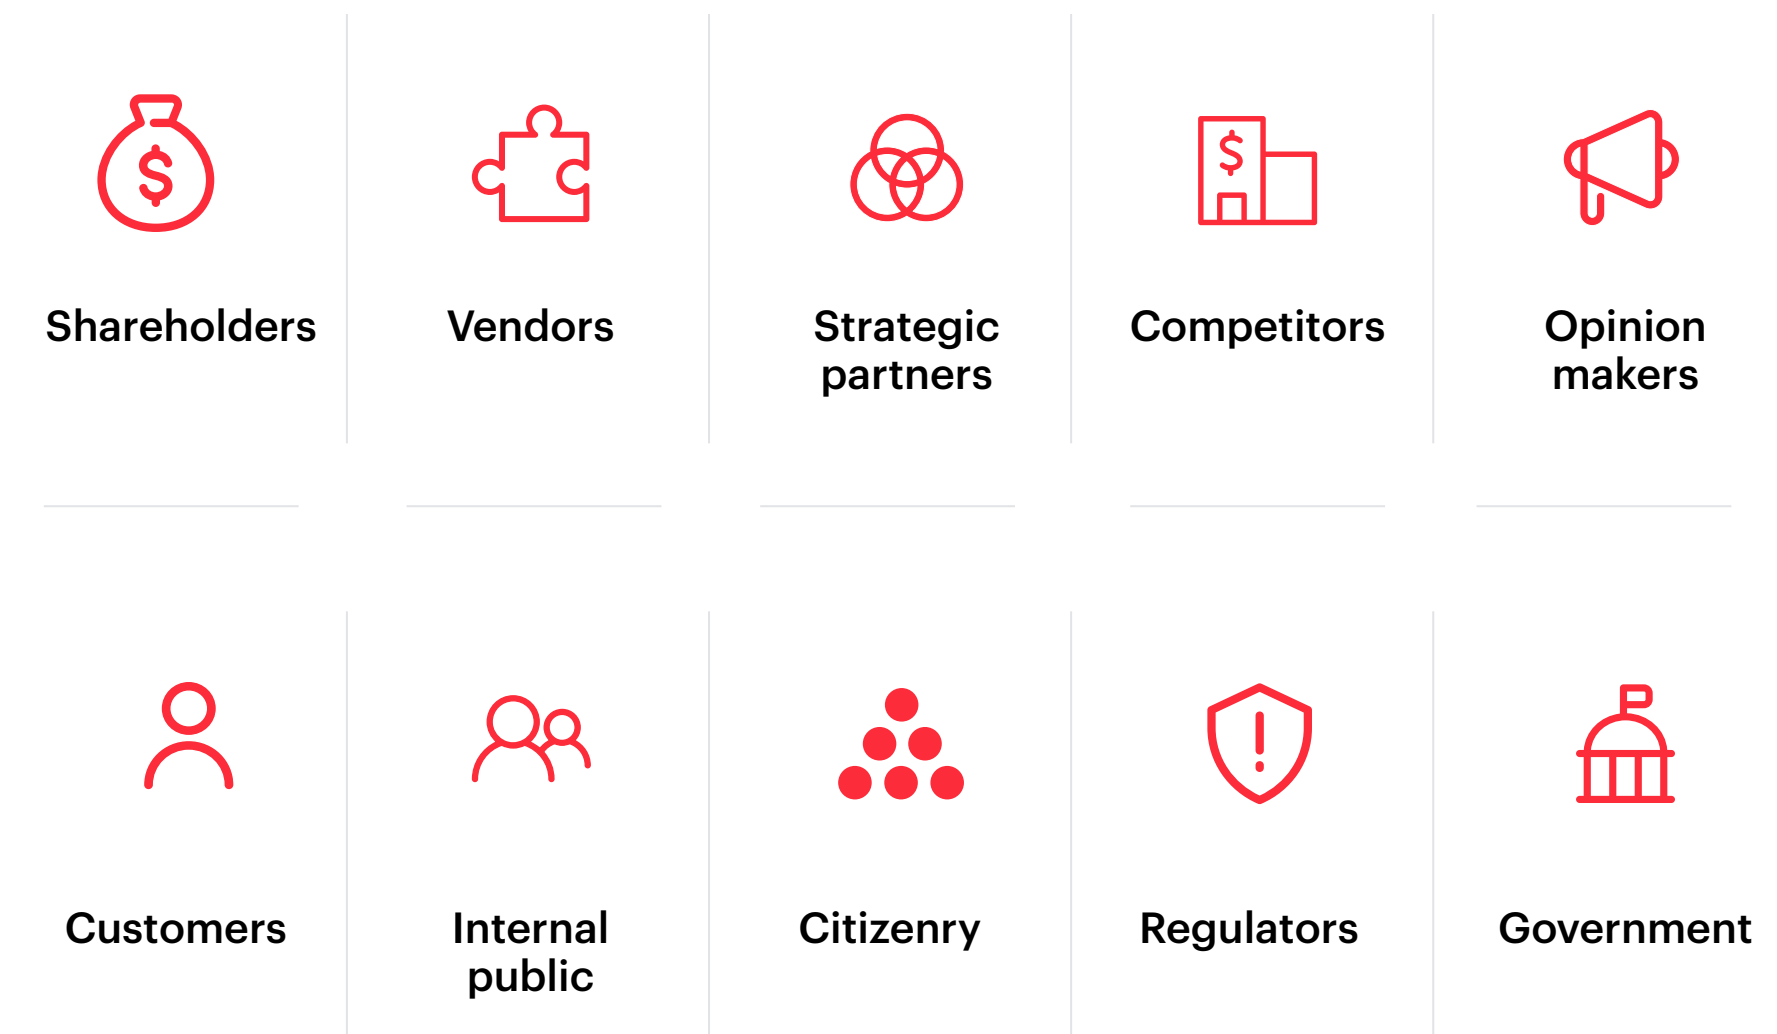 Shareholders
Vendors
Strategic
partners
Competitors
Opinion
makers
Customers
Internal
public
Citizenry
Regulators
Government